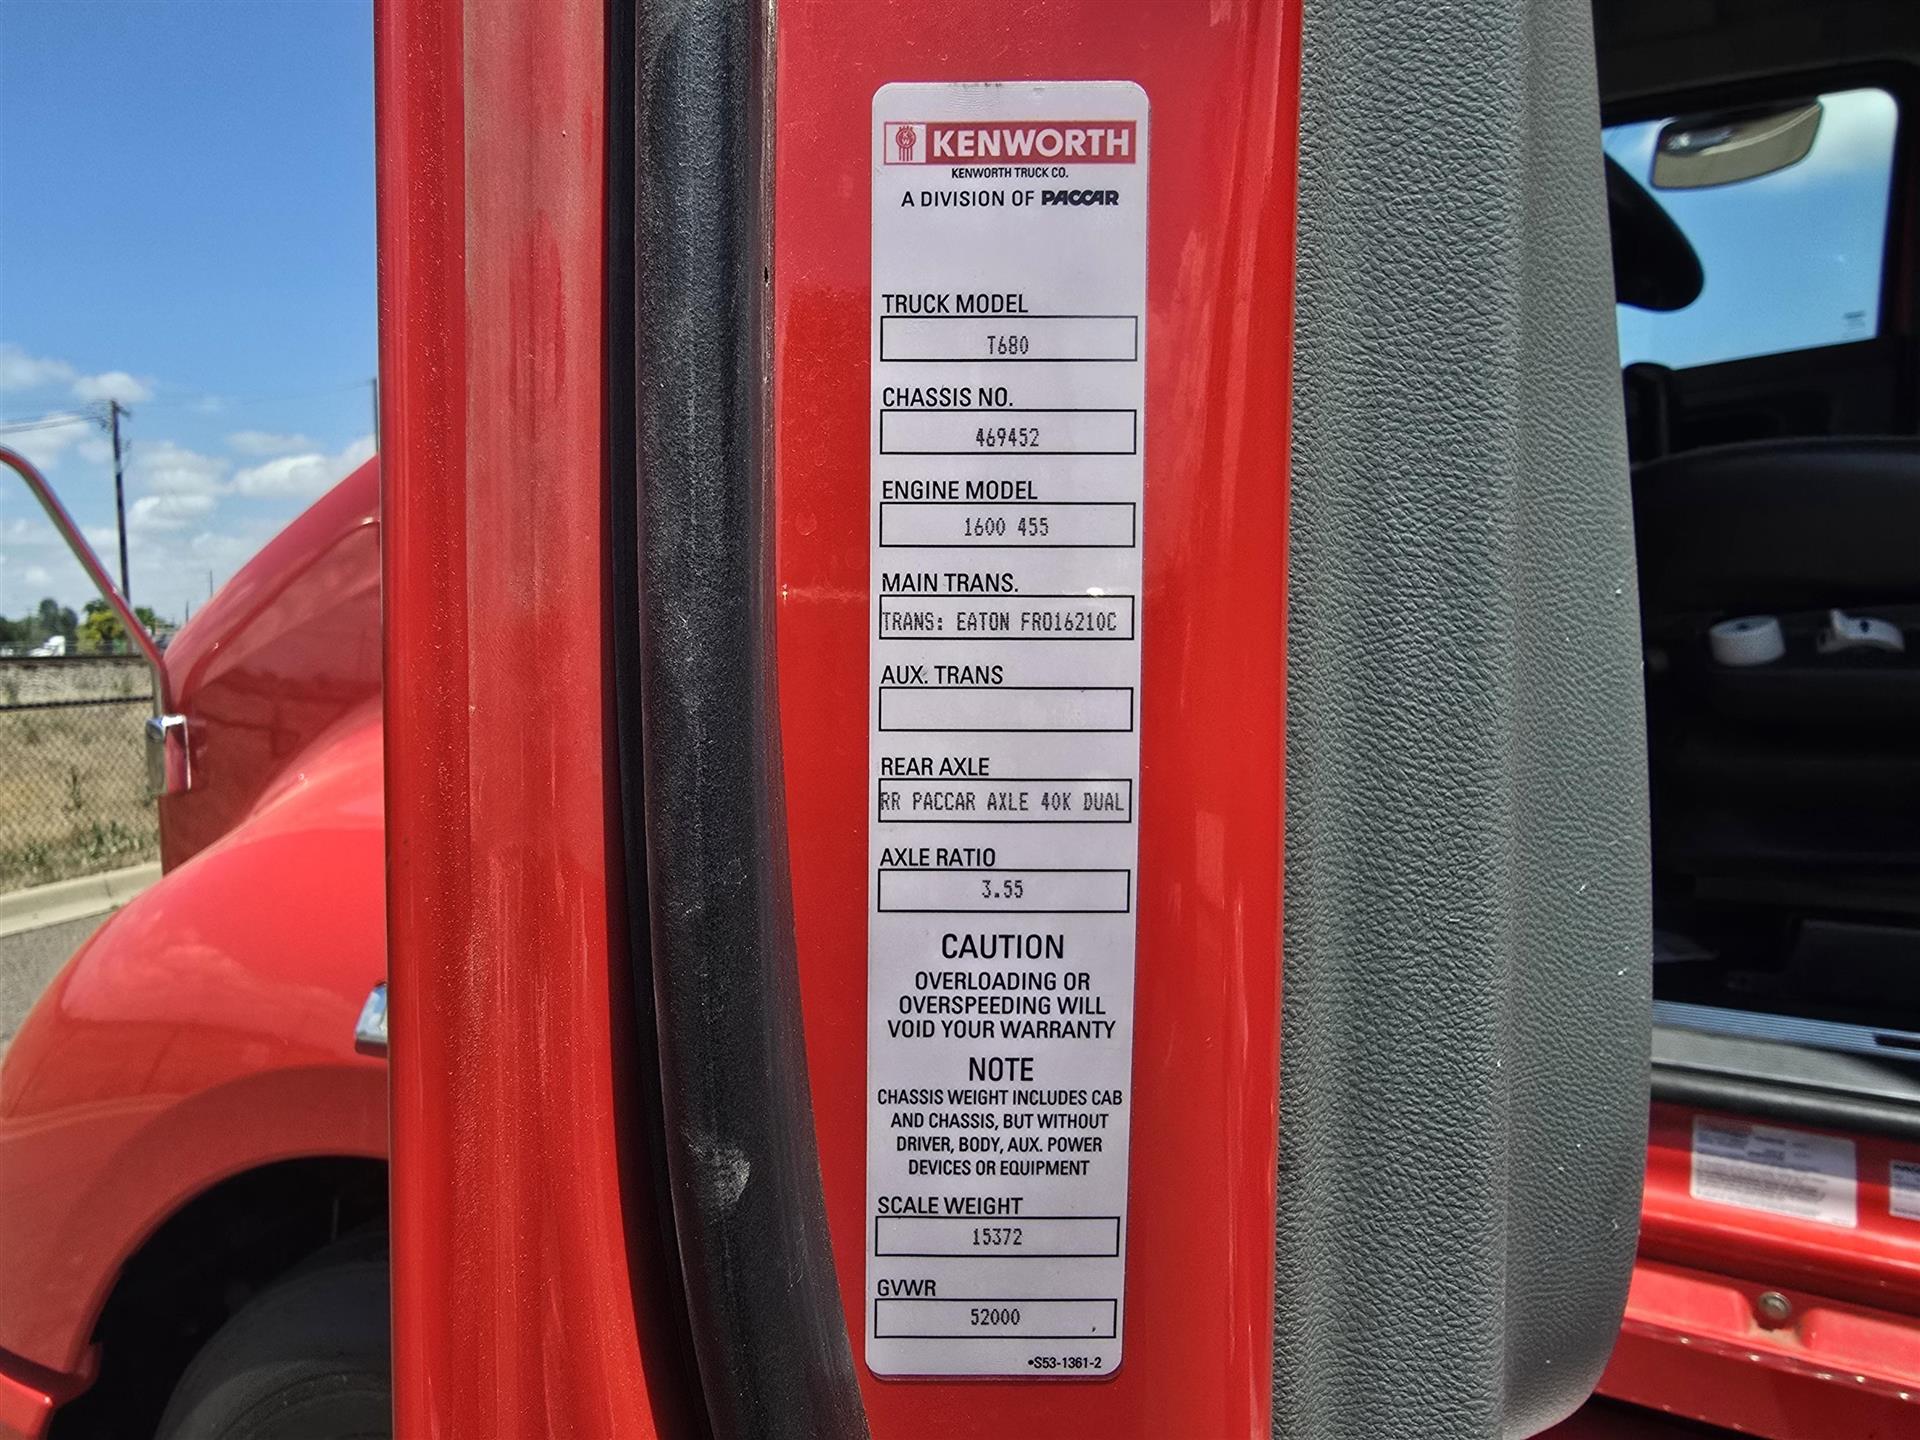 KENWORTH
KENWORTH TRUCK CO.
A DIVISION OF PACCAR
TRUCK MODEL
T680
CHASSIS NO.
469452
ENGINE MODEL
1600 455
MAIN TRANS.
TRANS: EATON FRO16210C
AUX. TRANS
REAR AXLE
RR PACCAR AXLE 40K DUAL
AXLE RATIO
3.55
CAUTION
OVERLOADING OR
OVERSPEEDING WILL
VOID YOUR WARRANTY
NOTE
CHASSIS WEIGHT INCLUDES CAB
AND CHASSIS, BUT WITHOUT
DRIVER, BODY, AUX. POWER
DEVICES OR EQUIPMENT
SCALE WEIGHT
15372
GVWR
52000
•S53-1361-2